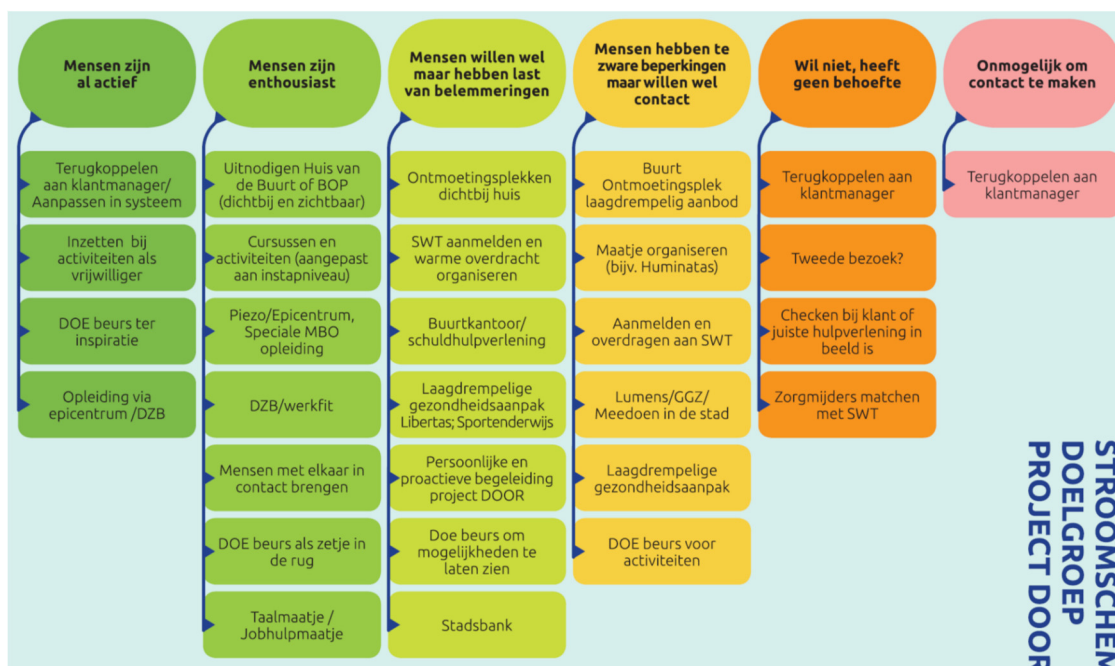 Mensen zijn
al actief
Terugkoppelen
aan klantmanager/
Aanpassen in systeem
Inzetten bij
activiteiten als
vrijwilliger
DOE beurs ter
inspiratie
Opleiding via
epicentrum /DZB
Mensen zijn
enthousiast
Uitnodigen Huis van
de Buurt of BOP
(dichtbij en zichtbaar)
Cursussen en
activiteiten (aangepast
aan instapniveau)
Piezo/Epicentrum,
Speciale MBO
opleiding
DZB/werkfit
Mensen met elkaar in
contact brengen
DOE beurs als zetje in
de rug
Taalmaatje /
Jobhulpmaatje
Mensen willen wel
maar hebben last
van belemmeringen
Ontmoetingsplekken
dichtbij huis
SWT aanmelden en
warme overdracht
organiseren
Buurtkantoor/
schuldhulpverlening
Laagdrempelige
gezondheidsaanpak
Libertas; Sportenderwijs
Persoonlijke en
proactieve begeleiding
project DOOR
Doe beurs om
mogelijkheden te
laten zien
Stadsbank
Mensen hebben te
zware beperkingen
maar willen wel
contact
Buurt
Ontmoetingsplek
laagdrempelig aanbod
Maatje organiseren
(bijv. Huminatas)
Aanmelden en
overdragen aan SWT
Lumens/GGZ/
Meedoen in de stad
Laagdrempelige
gezondheidsaanpak
DOE beurs voor
activiteiten
Wil niet, heeft
geen behoefte
Terugkoppelen aan
klantmanager
Tweede bezoek?
Checken bij klant of
juiste hulpverlening in
beeld is
Zorgmijders matchen
met SWT
Onmogelijk om
contact te maken
Terugkoppelen aan
klantmanager
STROOMSCHEM
DOELGROEP
PROJECT DOOR